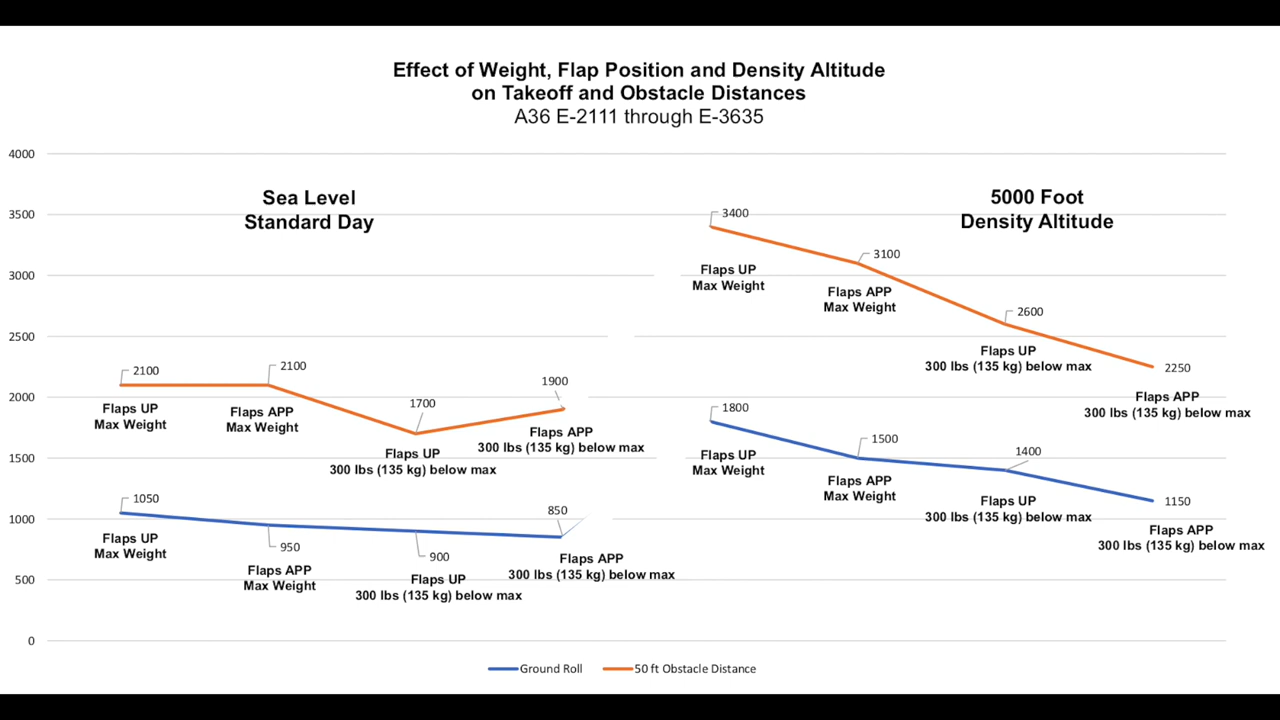 Effect of Weight, Flap Position and Density Altitude
on Takeoff and Obstacle Distances
A36 E-2111 through E-3635
4000
3500
3000
2500
2000
1500
1000
500
0
Sea Level
Standard Day
2100
Flaps UP
Max Weight
2100
Flaps APP
Max Weight
1700
Flaps UP
300 lbs (135 kg) below max
1900
Flaps APP
300 lbs (135 kg) below max
1050
Flaps UP
Max Weight
950
Flaps APP
Max Weight
900
Flaps UP
300 lbs (135 kg) below max
850
Flaps APP
300 lbs (135 kg) below max
5000 Foot
Density Altitude
3400
Flaps UP
Max Weight
3100
Flaps APP
Max Weight
2600
Flaps UP
300 lbs (135 kg) below max
2250
Flaps APP
300 lbs (135 kg) below max
1800
Flaps UP
Max Weight
1500
Flaps APP
Max Weight
1400
Flaps UP
300 lbs (135 kg) below max
1150
Flaps APP
300 lbs (135 kg) below max
Ground Roll
50 ft Obstacle Distance